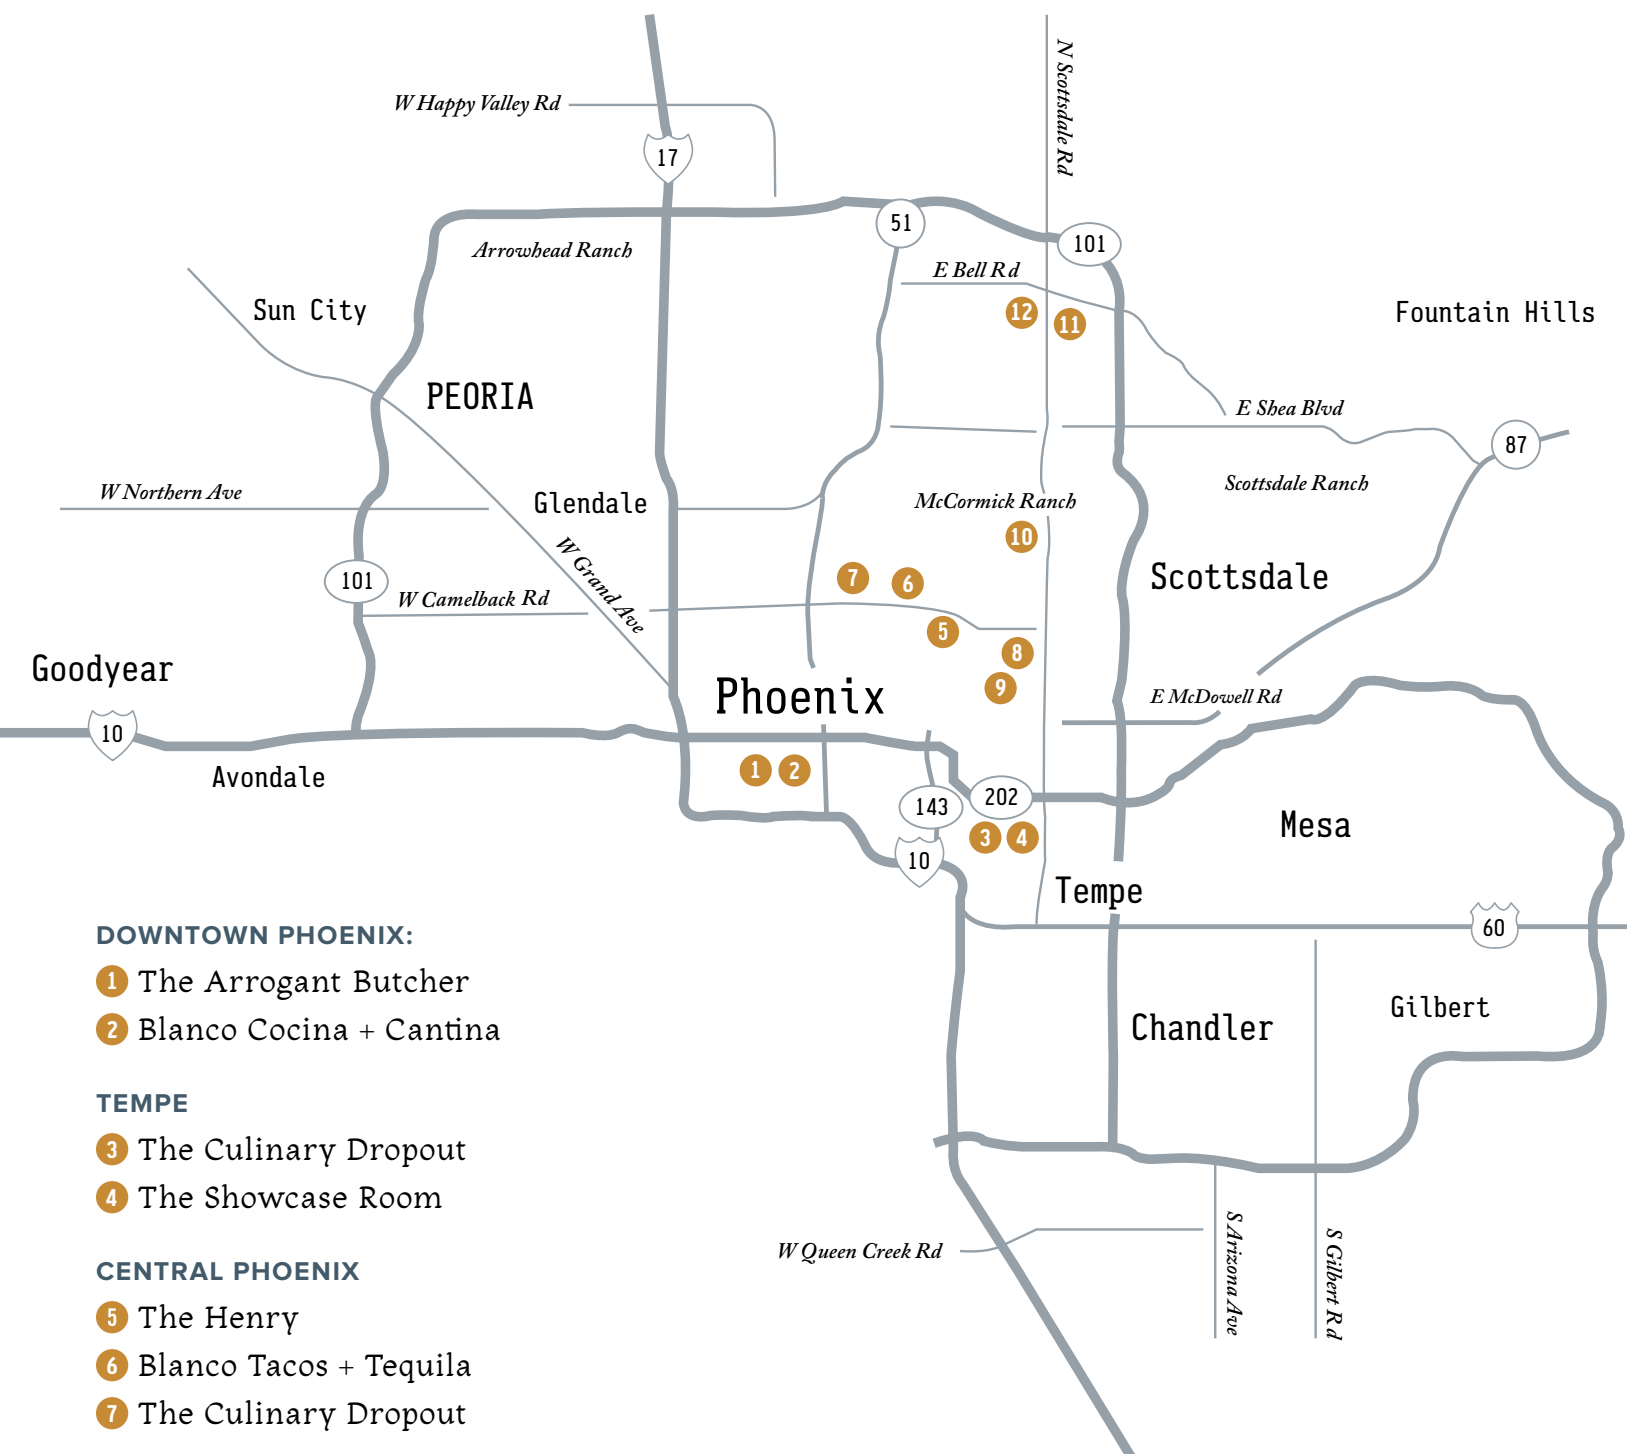 N Scottsdale Rd
W Happy Valley Rd
17
51
101
Arrowhead Ranch
E Bell Rd
Sun City
12
11
Fountain Hills
PEORIA
E Shea Blvd
87
W Northern Ave
Glendale
McCormick Ranch
Scottsdale Ranch
10
W Grand Ave
101
7
6
Scottsdale
W Camelback Rd
5
8
Goodyear
9
Phoenix
E McDowell Rd
10
Avondale
1
2
143
202
3
4
Mesa
10
Tempe
60
Chandler
Gilbert
W Queen Creek Rd
S Arizona Ave
S Gilbert Rd
DOWNTOWN PHOENIX:
1 The Arrogant Butcher
2 Blanco Cocina + Cantina
TEMPE
3 The Culinary Dropout
4 The Showcase Room
CENTRAL PHOENIX
5 The Henry
6 Blanco Tacos + Tequila
7 The Culinary Dropout